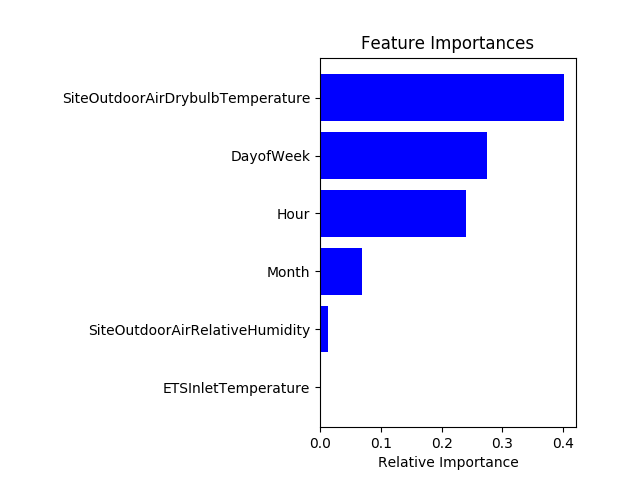 Feature Importances
SiteOutdoorAirDrybulbTemperature
DayofWeek
Hour
Month
SiteOutdoorAirRelativeHumidity
ETSInletTemperature
0.0 0.1 0.2 0.3 0.4
Relative Importance